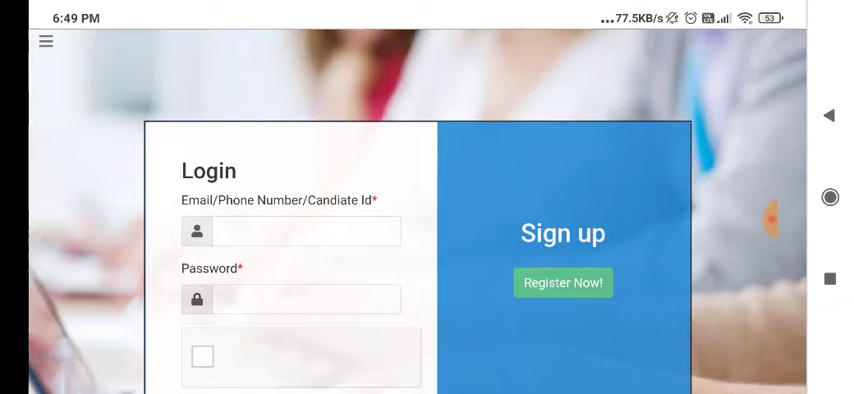 6:49 PM
...77.5KB/s
53
Login
Email/Phone Number/Candiate Id*
Password*
Sign up
Register Now!